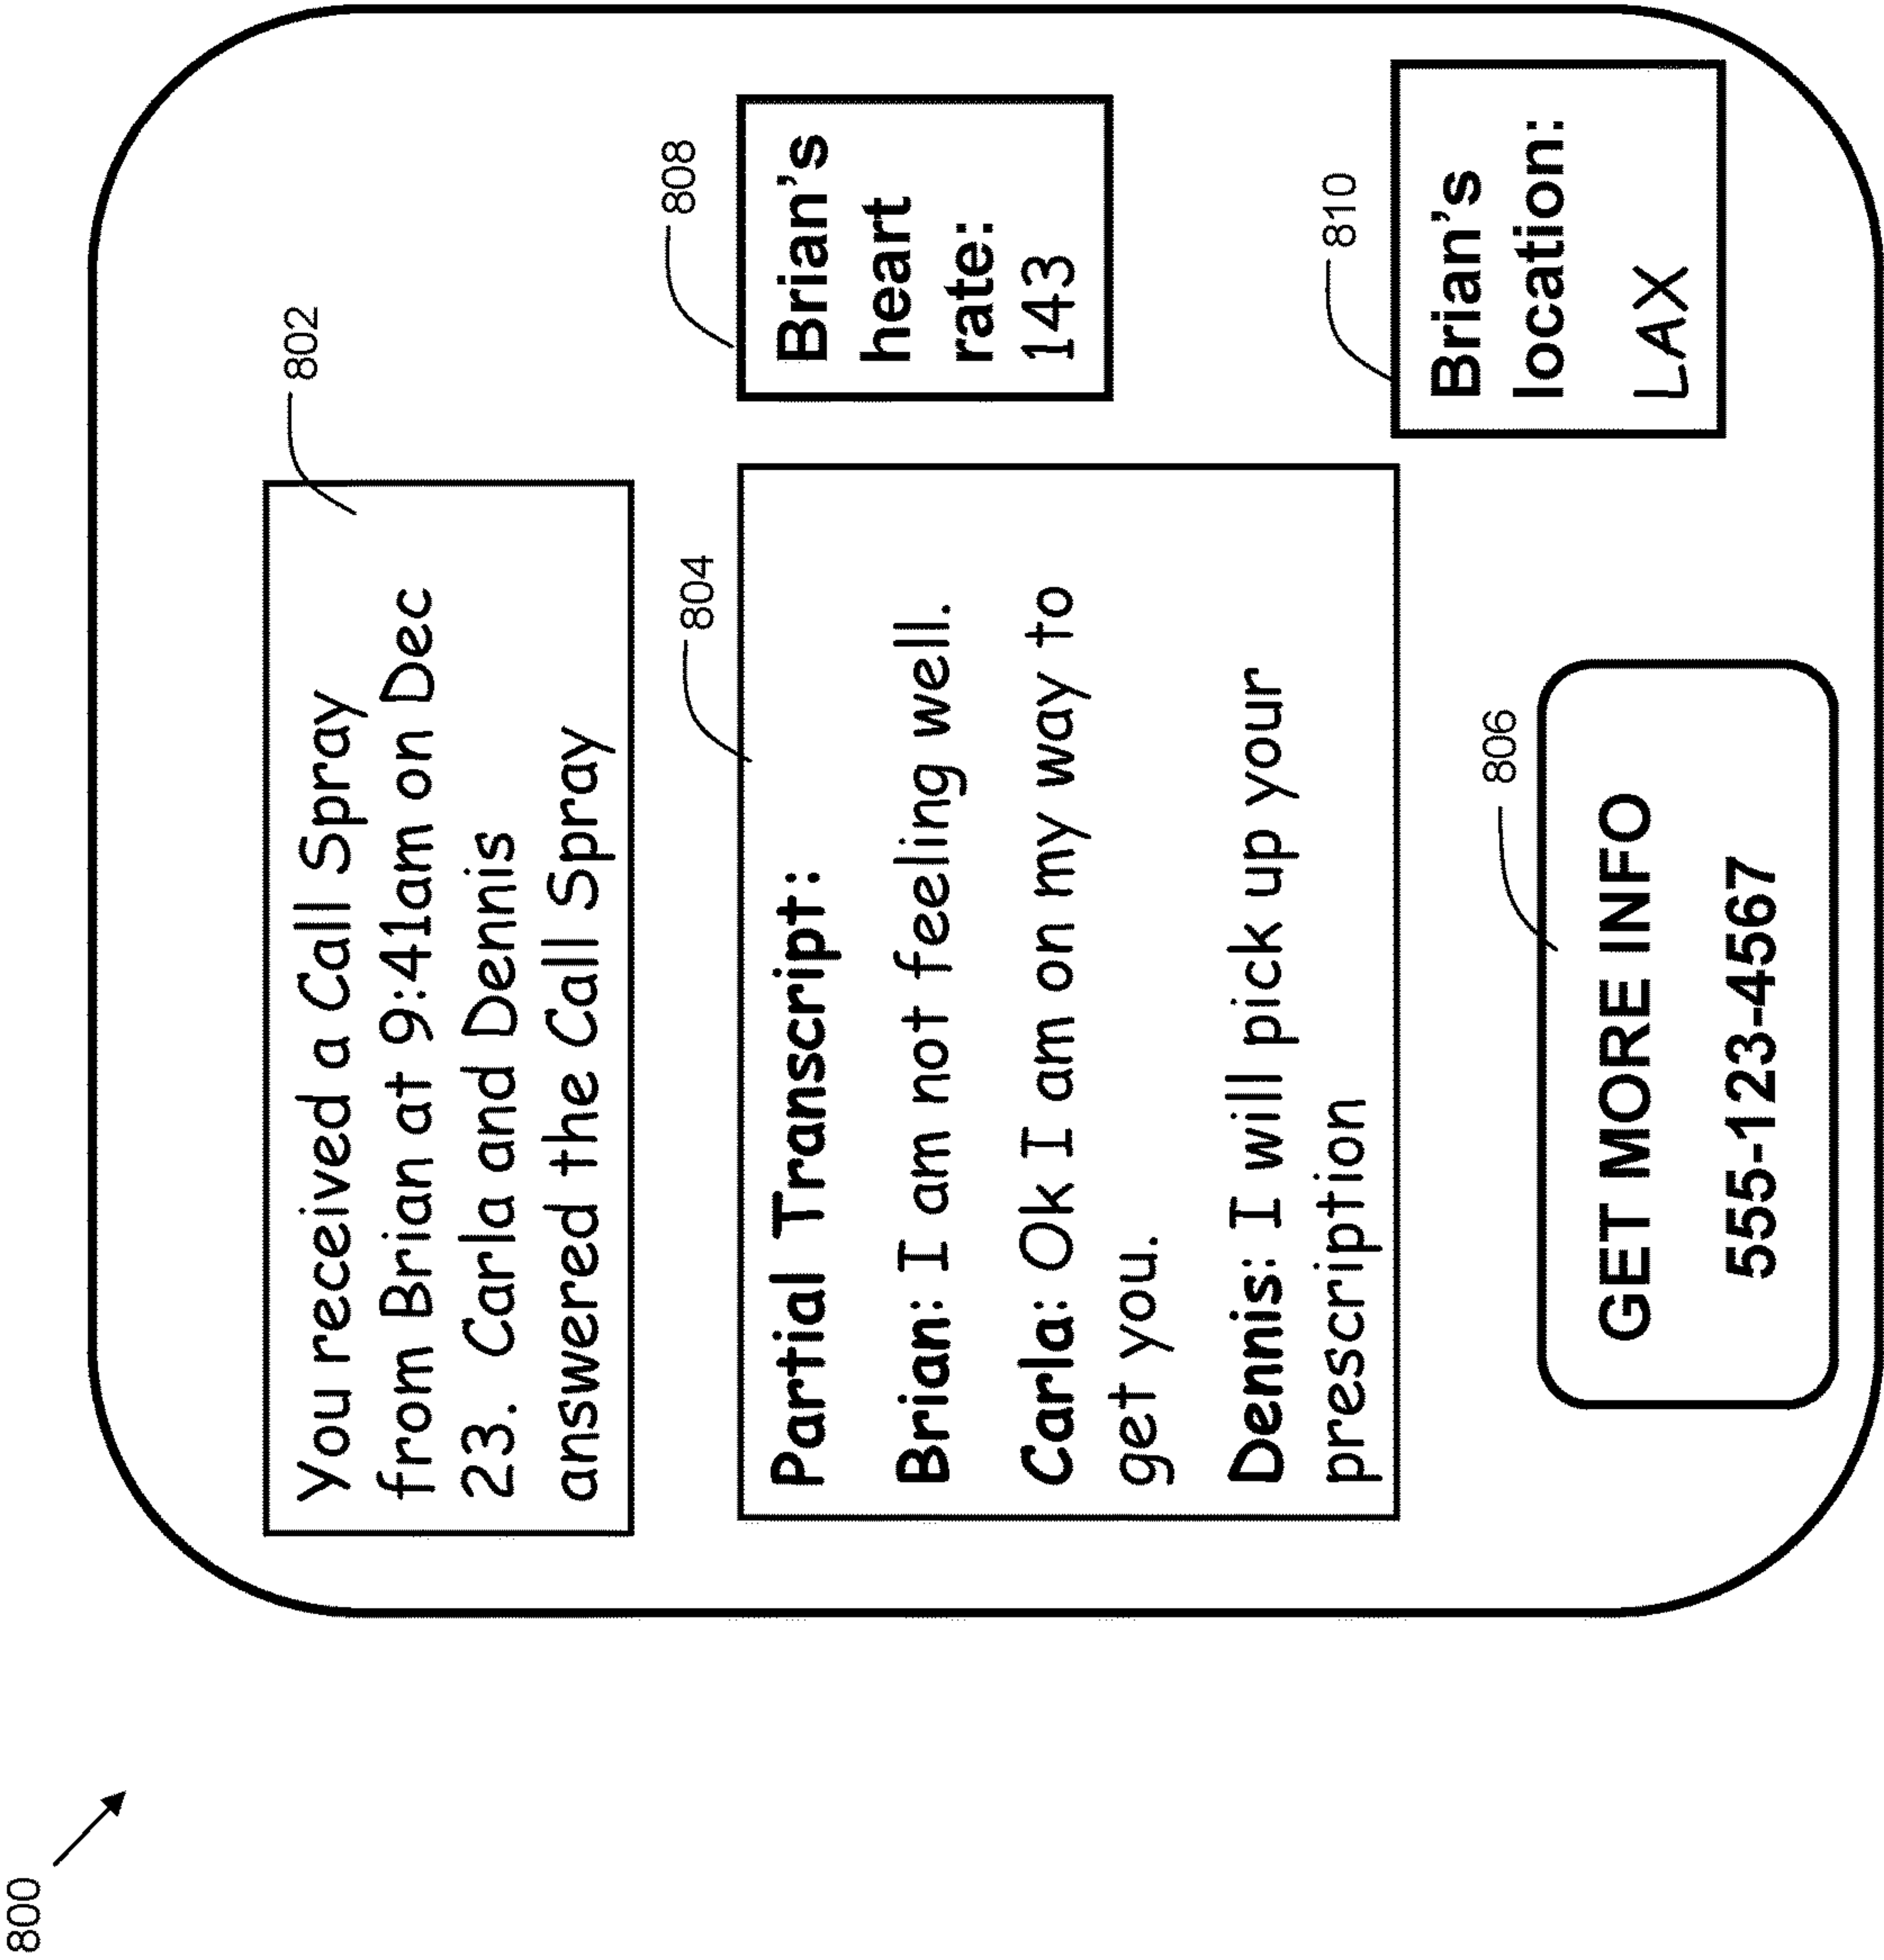 800
802
You received a Call Spray
from Brian at 9:41am on Dec
23. Carla and Dennis
answered the Call Spray
804
Partial Transcript:
Brian: I am not feeling well.
Carla: Ok I am on my way to
get you.
Dennis: I will pick up your
prescription
808
Brian's
heart
rate:
143
806
GET MORE INFO
555-123-4567
810
Brian's
location:
LAX